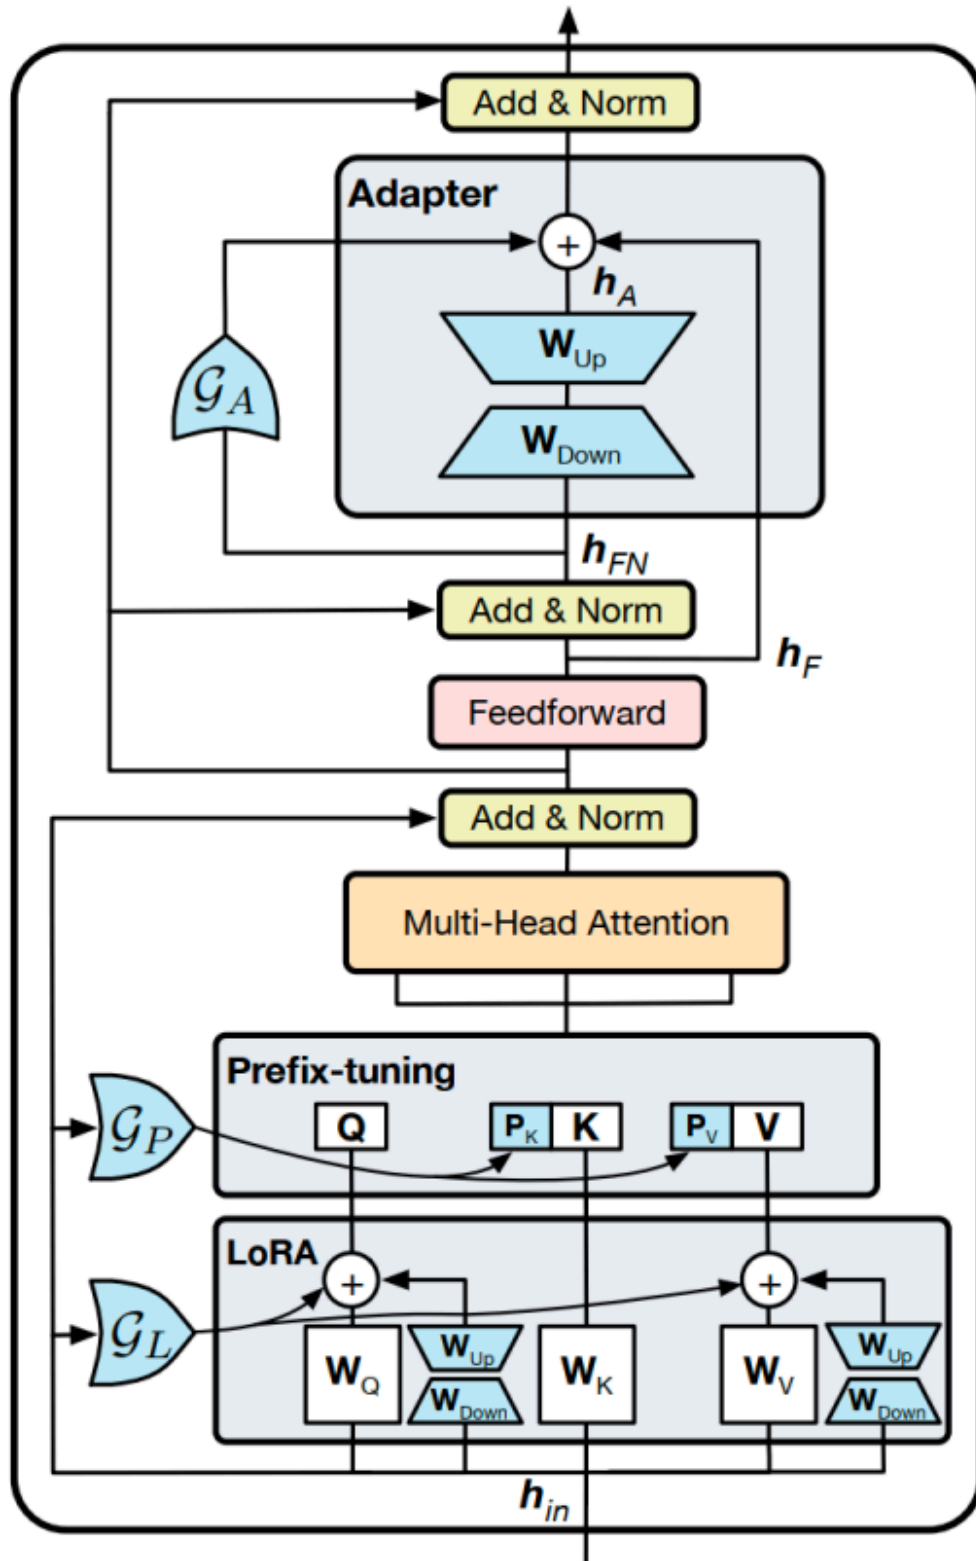 Add & Norm
Adapter
+
h_A
W_Up
G_A
W_Down
h_FN
Add & Norm
h_F
Feedforward
Add & Norm
Multi-Head Attention
Prefix-tuning
G_P
Q P_K K P_V V
LoRA
+ +
G_L
W_Q W_Up W_Down W_K W_V W_Up W_Down
h_in